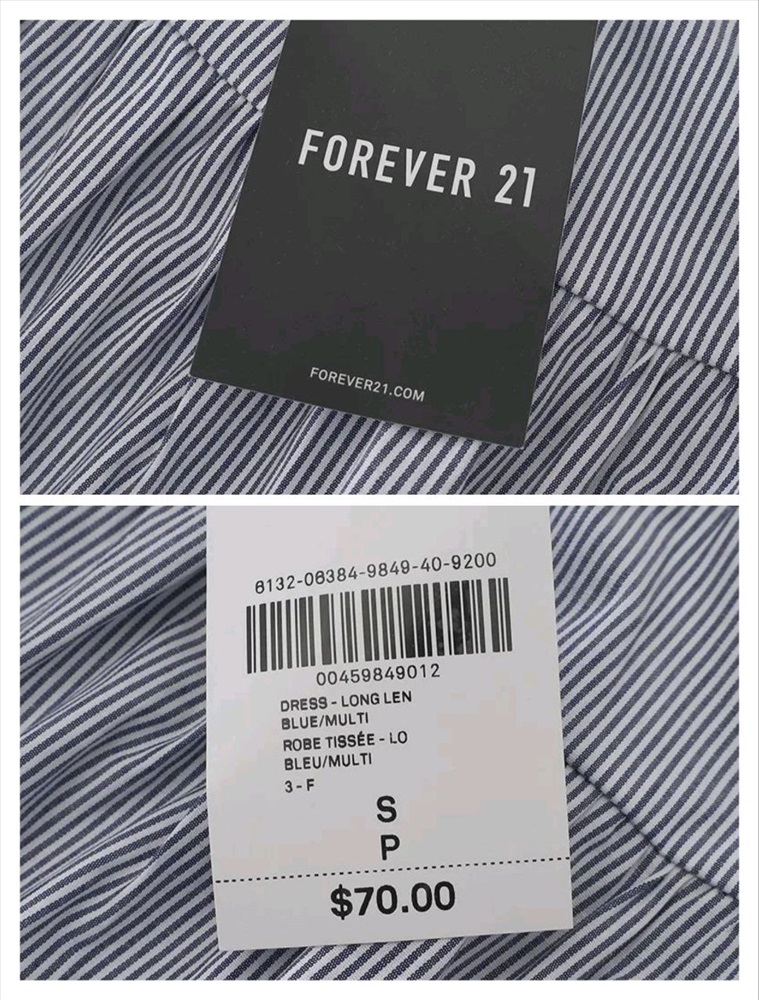 FOREVER 21
FOREVER21.COM
6132-06384-9849-40-9200
00459849012
DRESS - LONG LEN
BLUE/MULTI
ROBE TISSÉE - LO
BLEU/MULTI
3 - F
S
P
$70.00